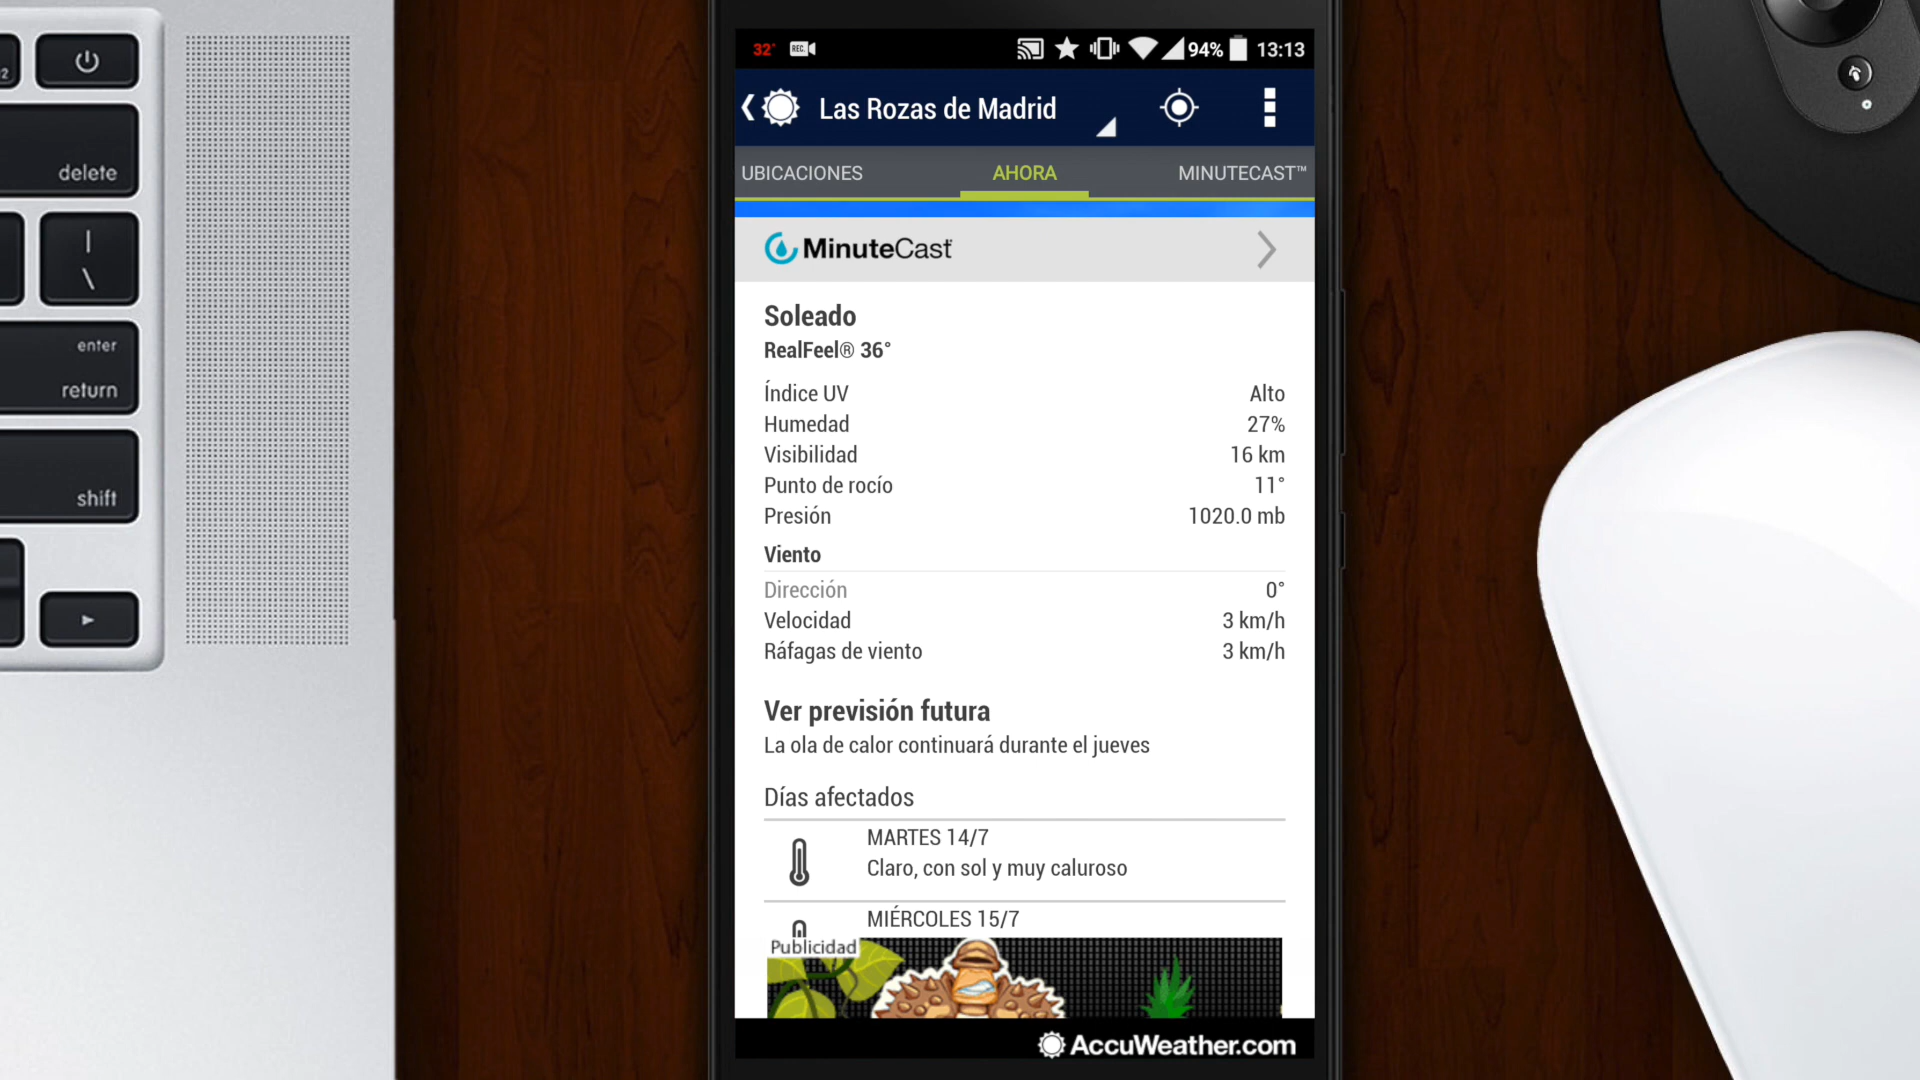 32°
REC.
94%
13:13
Las Rozas de Madrid
UBICACIONES
AHORA
MINUTECAST™
MinuteCast
Soleado
RealFeel® 36°
Índice UV Alto
Humedad 27%
Visibilidad 16 km
Punto de rocío 11°
Presión 1020.0 mb
Viento
Dirección 0°
Velocidad 3 km/h
Ráfagas de viento 3 km/h
Ver previsión futura
La ola de calor continuará durante el jueves
Días afectados
MARTES 14/7
Claro, con sol y muy caluroso
MIÉRCOLES 15/7
Publicidad
AccuWeather.com
delete
|
\
enter
return
shift